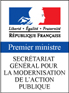 Liberté • Égalité • Fraternité
RÉPUBLIQUE FRANÇAISE
Premier ministre
SECRÉTARIAT
GÉNÉRAL POUR
LA MODERNISATION
DE L'ACTION
PUBLIQUE